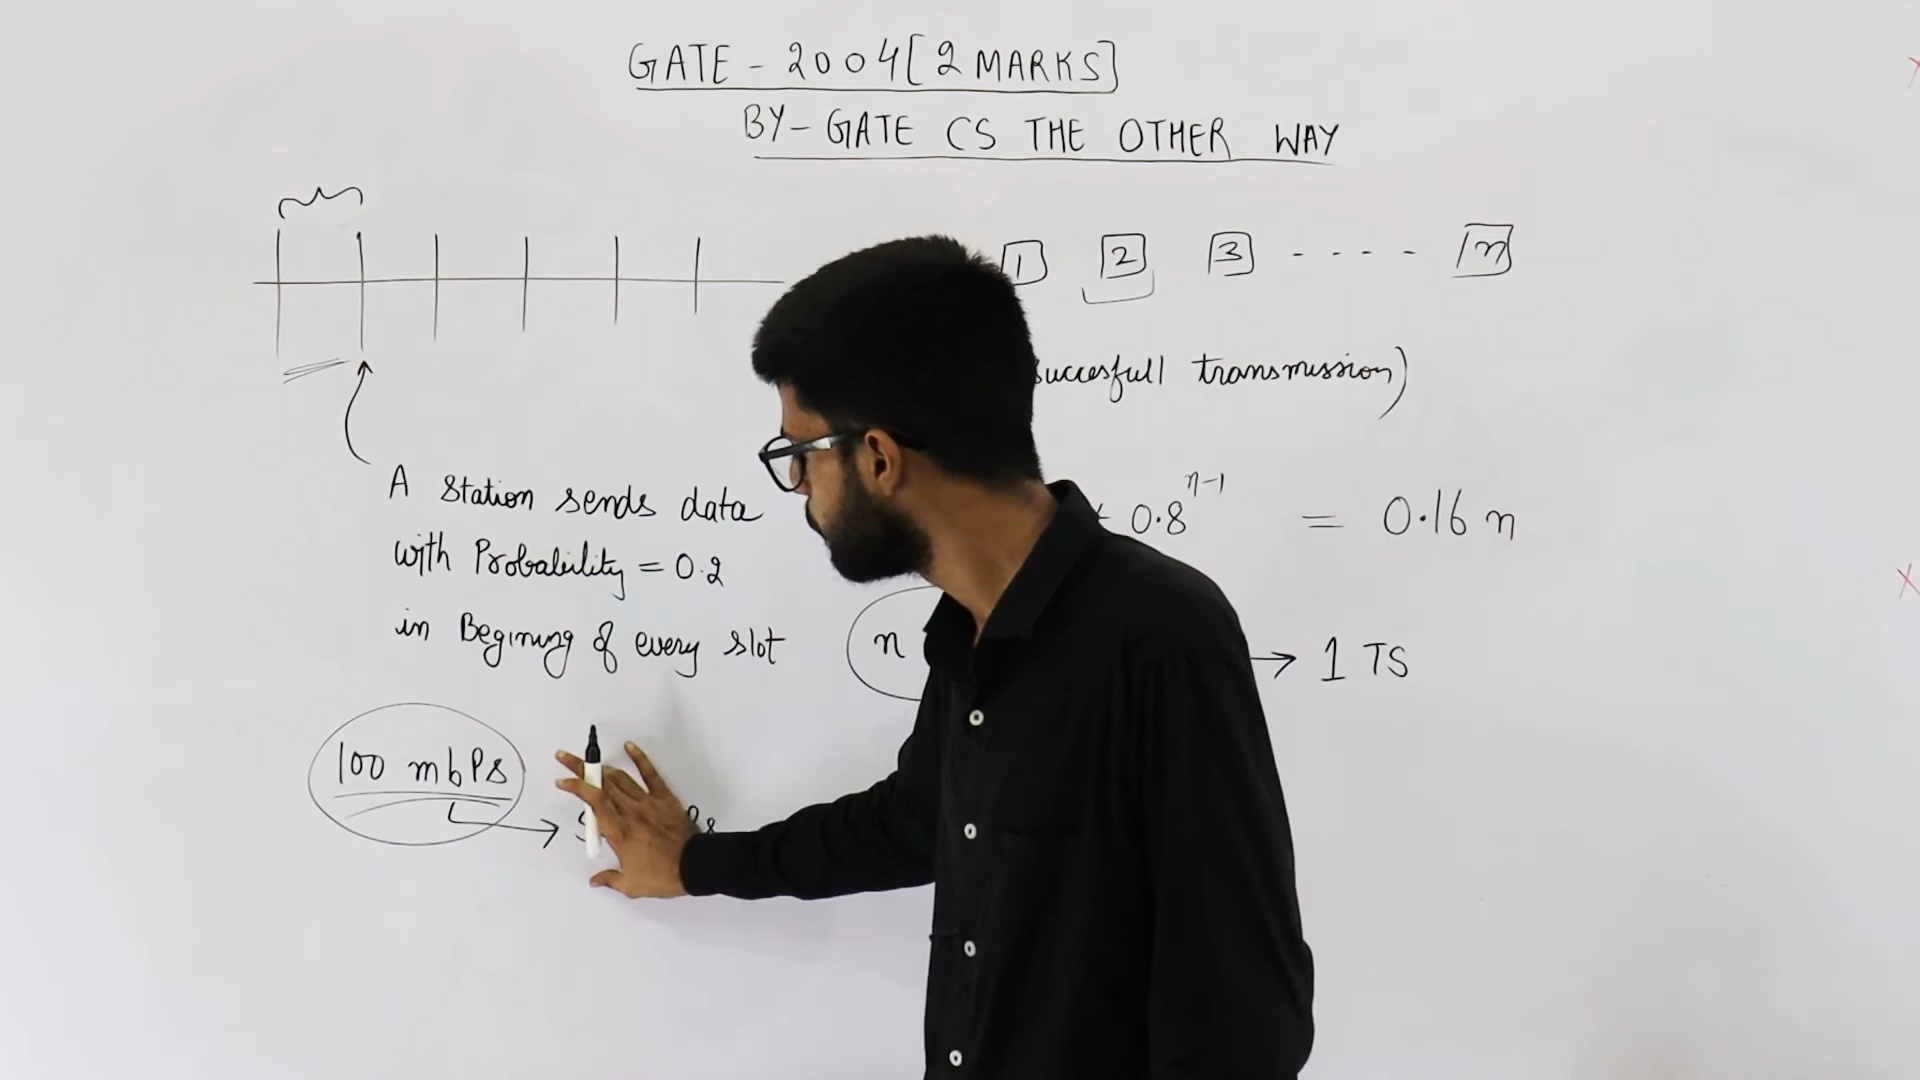 GATE - 2004 [2 MARKS]
BY - GATE CS THE OTHER WAY
1 2 3 - - - - - n
succesfull transmission)
A station sends data
with Probability = 0.2
in Begining of every slot
0.8^{n-1} = 0.16 n
n → 1 TS
100 mbPs
→